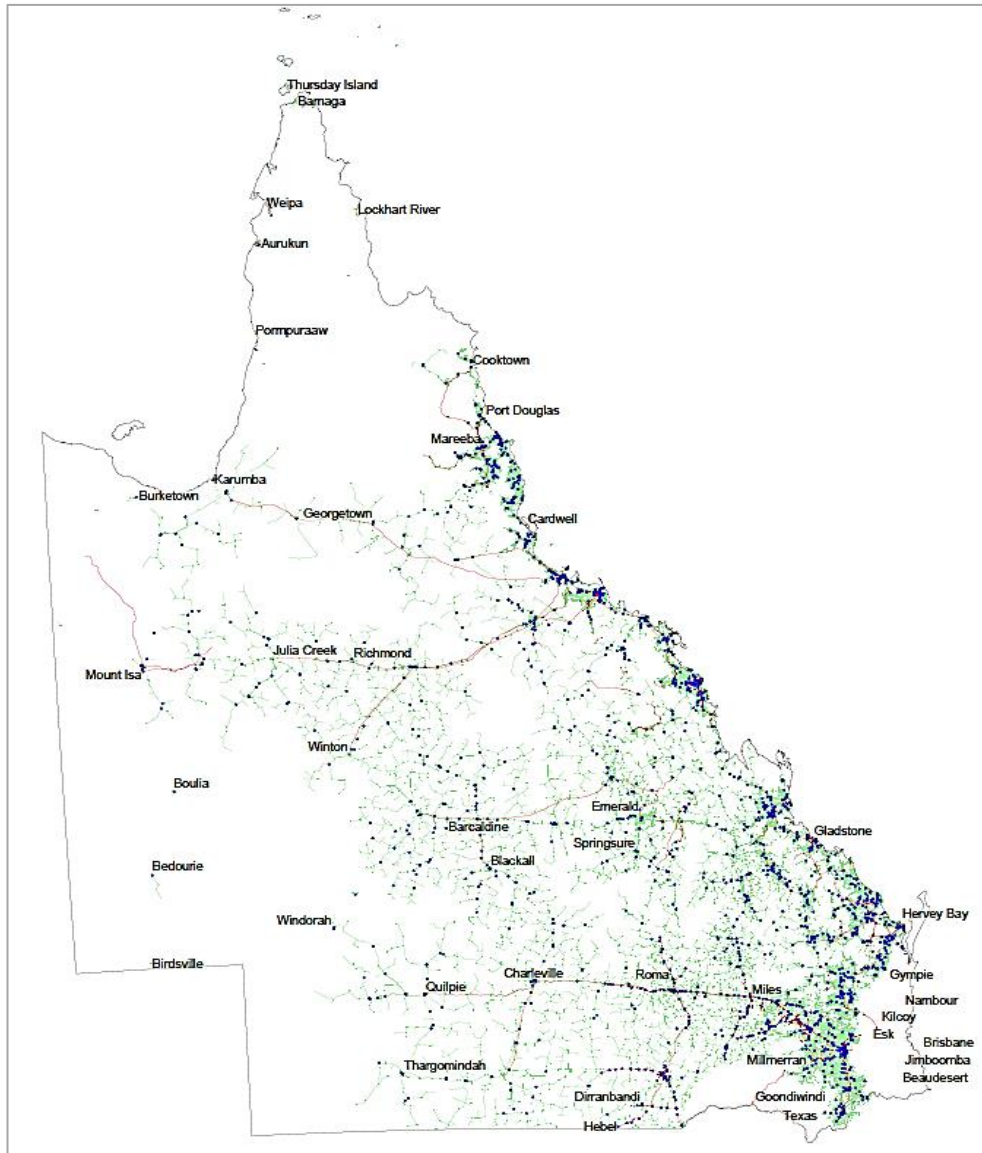 Thursday Island
Bamaga
Weipa
Lockhart River
Aurukun
Pormpuraaw
Cooktown
Port Douglas
Mareeba
Karumba
Burketown
Georgetown
Cardwell
Julia Creek
Richmond
Mount Isa
Winton
Boulia
Emerald
Barcaldine
Gladstone
Springsure
Blackall
Bedourie
Hervey Bay
Windorah
Birdsville
Charleville
Roma
Gympie
Quilpie
Miles
Nambour
Kilcoy
Esk
Brisbane
Millmerran
Jimboomba
Thargomindah
Beaudesert
Dirranbandi
Goondiwindi
Texas
Hebel